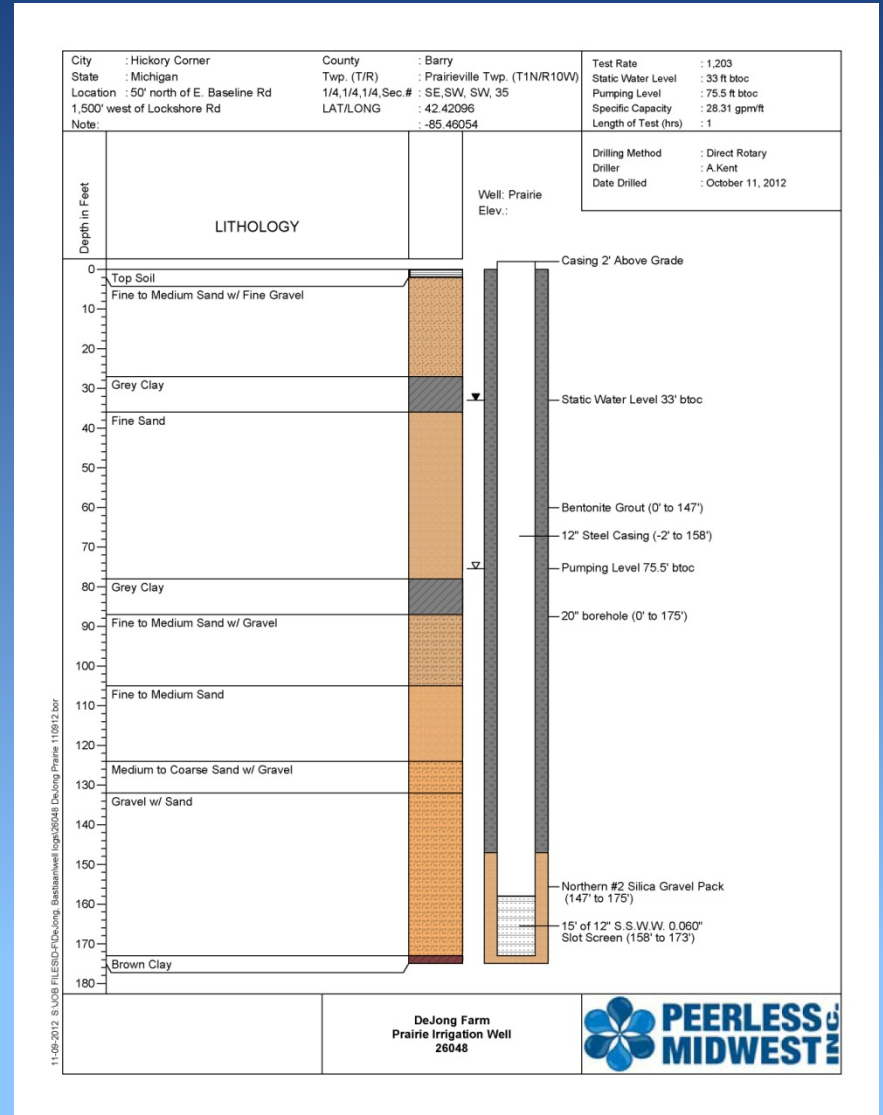 City : Hickory Corner
State : Michigan
Location : 50' north of E. Baseline Rd
1,500' west of Lockshore Rd
Note:
County : Barry
Twp. (T/R) : Prairieville Twp. (T1N/R10W)
1/4,1/4,1/4,Sec.# : SE,SW, SW, 35
LAT/LONG : 42.42096
: -85.46054
Test Rate : 1,203
Static Water Level : 33 ft btoc
Pumping Level : 75.5 ft btoc
Specific Capacity : 28.31 gpm/ft
Length of Test (hrs) : 1
Drilling Method : Direct Rotary
Driller : A.Kent
Date Drilled : October 11, 2012
Depth in Feet
LITHOLOGY
Well: Prairie
Elev.:
Casing 2' Above Grade
0
Top Soil
Fine to Medium Sand w/ Fine Gravel
10
20
30
Grey Clay
Static Water Level 33' btoc
40
Fine Sand
50
60
Bentonite Grout (0' to 147')
12" Steel Casing (-2' to 158')
70
Pumping Level 75.5' btoc
80
Grey Clay
20" borehole (0' to 175')
90
Fine to Medium Sand w/ Gravel
100
Fine to Medium Sand
110
120
Medium to Coarse Sand w/ Gravel
130
Gravel w/ Sand
140
150
Northern #2 Silica Gravel Pack
(147' to 175')
160
15' of 12" S.S.W.W. 0.060"
Slot Screen (158' to 173')
170
Brown Clay
180
11-09-2012 S:\JOB FILES\D-F\DeJong, Bastiaan\well logs\26048 DeJong Prairie 110912.bor
DeJong Farm
Prairie Irrigation Well
26048
PEERLESS
MIDWEST
INC.